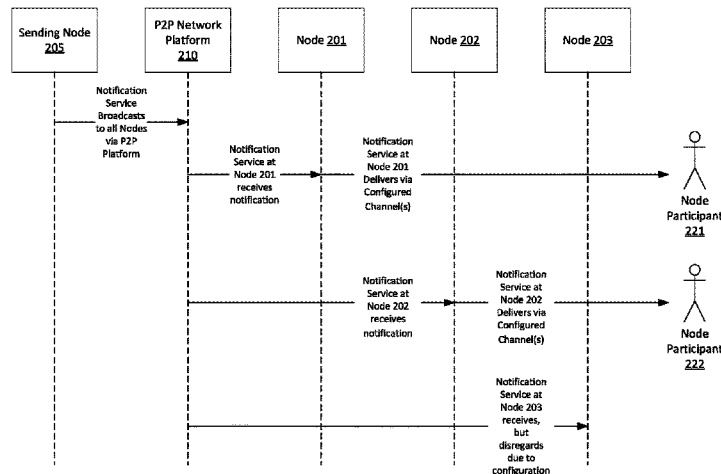 Sending Node
205
P2P Network
Platform
210
Node 201
Node 202
Node 203
Notification
Service
Broadcasts
to all Nodes
via P2P
Platform
Notification
Service at
Node 201
receives
notification
Notification
Service at
Node 201
Delivers via
Configured
Channel(s)
Node
Participant
221
Notification
Service at
Node 202
receives
notification
Notification
Service at
Node 202
Delivers via
Configured
Channel(s)
Node
Participant
222
Notification
Service at
Node 203
receives,
but
disregards
due to
configuration